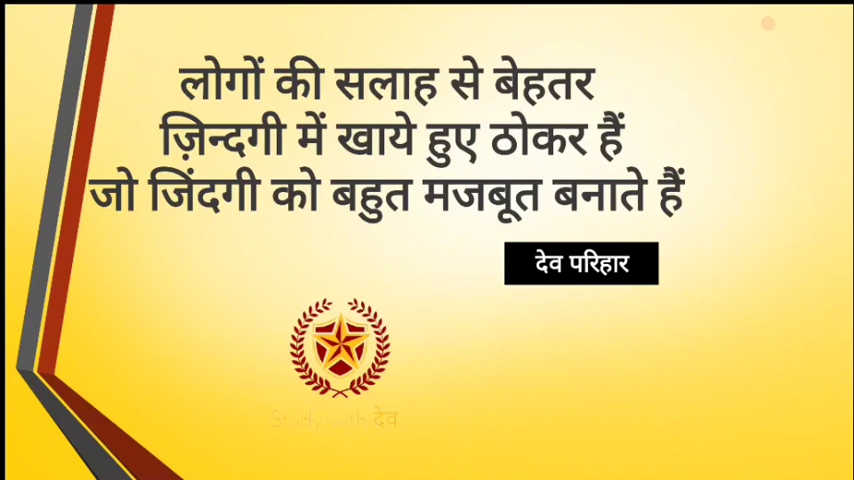 लोगों की सलाह से बेहतर
ज़िन्दगी में खाये हुए ठोकर हैं
जो जिंदगी को बहुत मजबूत बनाते हैं
देव परिहार
Study with देव